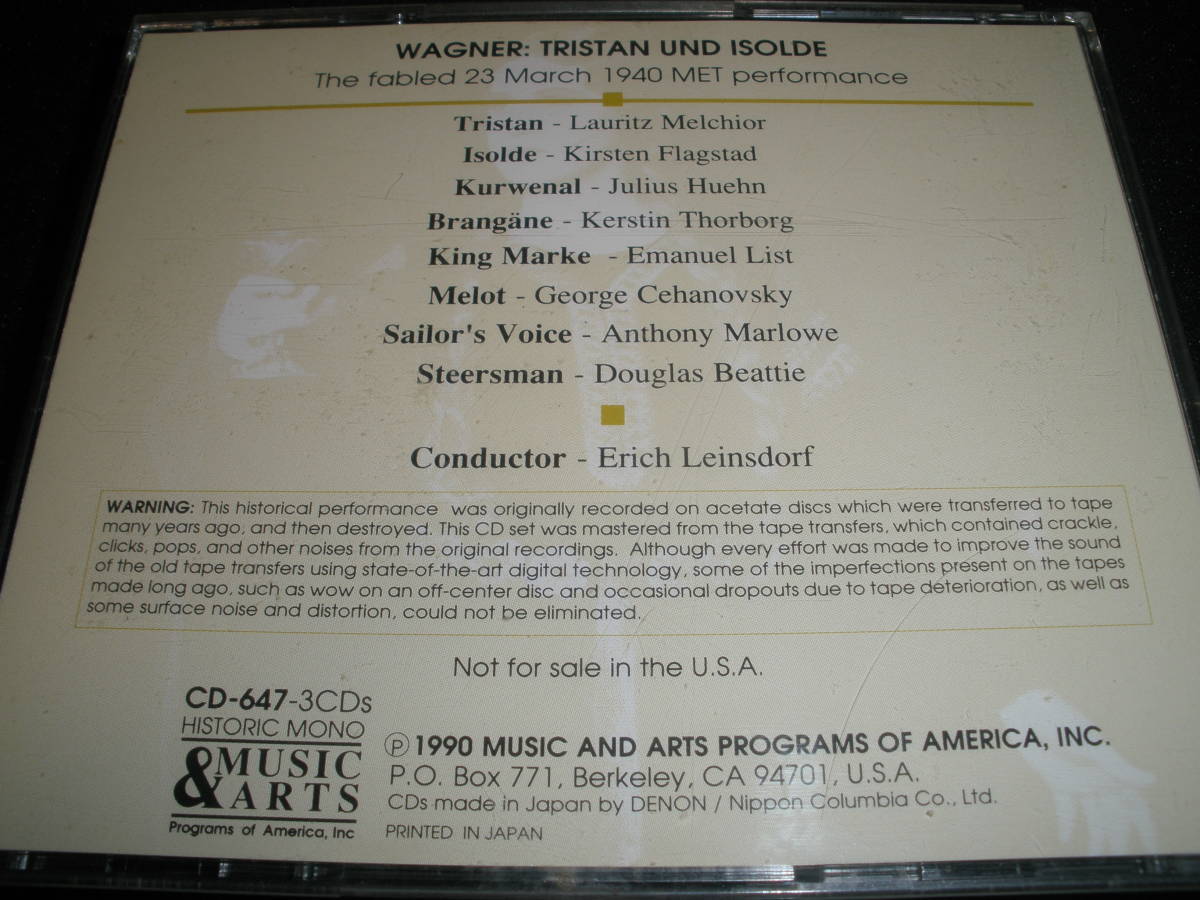 WAGNER: TRISTAN UND ISOLDE
The fabled 23 March 1940 MET performance
Tristan - Lauritz Melchior
Isolde - Kirsten Flagstad
Kurwenal - Julius Huehn
Brangäne - Kerstin Thorborg
King Marke - Emanuel List
Melot - George Cehanovsky
Sailor's Voice - Anthony Marlowe
Steersman - Douglas Beattie
Conductor - Erich Leinsdorf
WARNING: This historical performance was originally recorded on acetate discs which were transferred to tape
many years ago, and then destroyed. This CD set was mastered from the tape transfers, which contained crackle,
clicks, pops, and other noises from the original recordings. Although every effort was made to improve the sound
of the old tape transfers using state-of-the-art digital technology, some of the imperfections present on the tapes
made long ago, such as wow on an off-center disc and occasional dropouts due to tape deterioration, as well as
some surface noise and distortion, could not be eliminated.
Not for sale in the U.S.A.
CD-647-3CDs
HISTORIC MONO
MUSIC
& ARTS
Programs of America, Inc
℗ 1990 MUSIC AND ARTS PROGRAMS OF AMERICA, INC.
P.O. Box 771, Berkeley, CA 94701, U.S.A.
CDs made in Japan by DENON / Nippon Columbia Co., Ltd.
PRINTED IN JAPAN